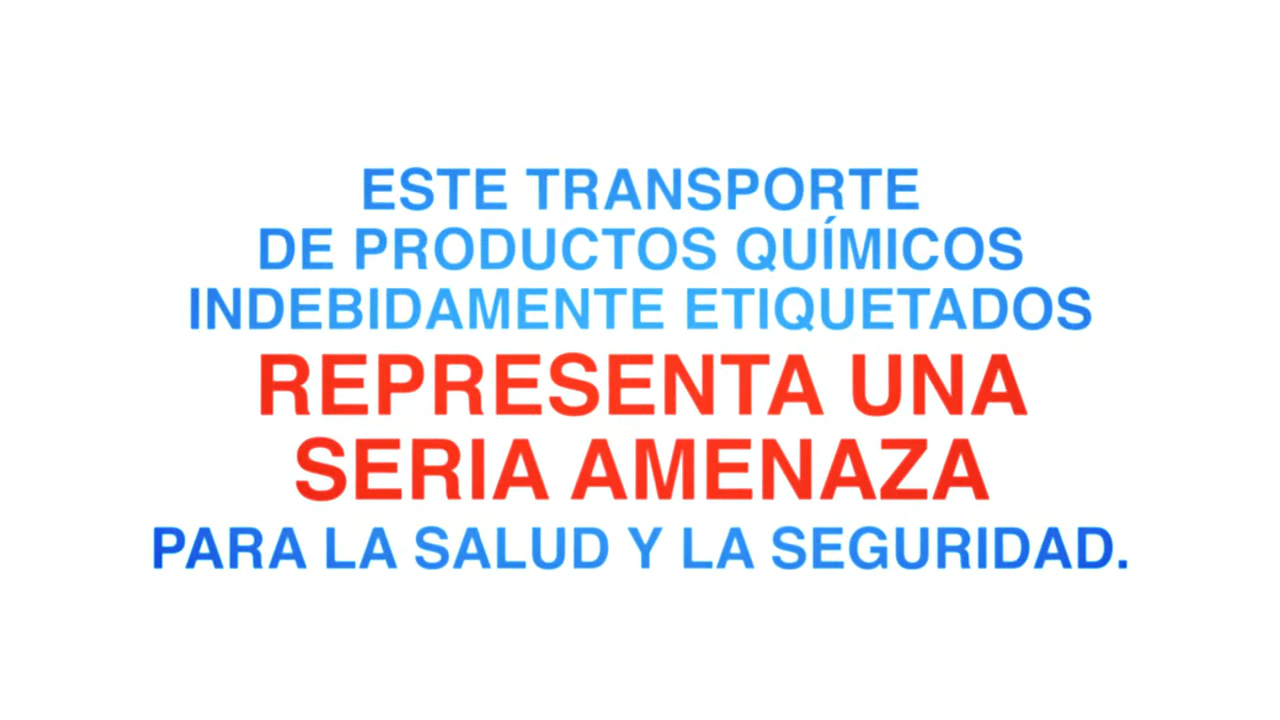 ESTE TRANSPORTE
DE PRODUCTOS QUÍMICOS
INDEBIDAMENTE ETIQUETADOS
REPRESENTA UNA
SERIA AMENAZA
PARA LA SALUD Y LA SEGURIDAD.